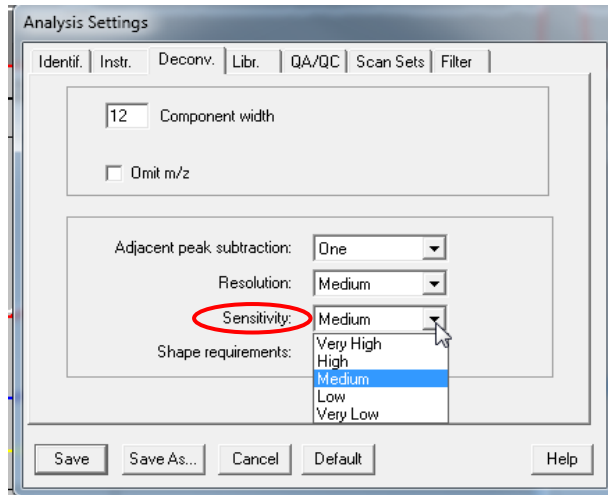 Analysis Settings
Identif. Instr. Deconv. Libr. QA/QC Scan Sets Filter
12 Component width
Omit m/z
Adjacent peak subtraction: One
Resolution: Medium
Sensitivity: Medium
Shape requirements:
Very High
High
Medium
Low
Very Low
Save Save As... Cancel Default Help